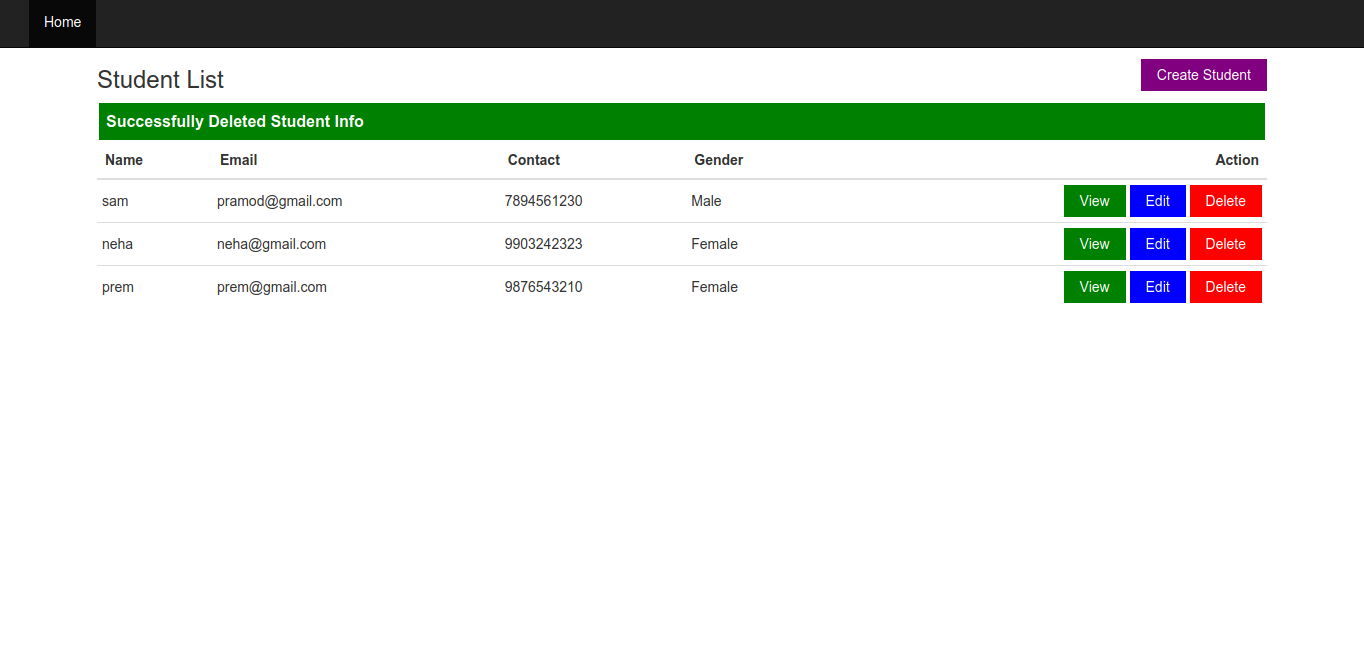 Home
Student List Create Student
Successfully Deleted Student Info
Name Email Contact Gender Action
sam pramod@gmail.com 7894561230 Male View Edit Delete
neha neha@gmail.com 9903242323 Female View Edit Delete
prem prem@gmail.com 9876543210 Female View Edit Delete